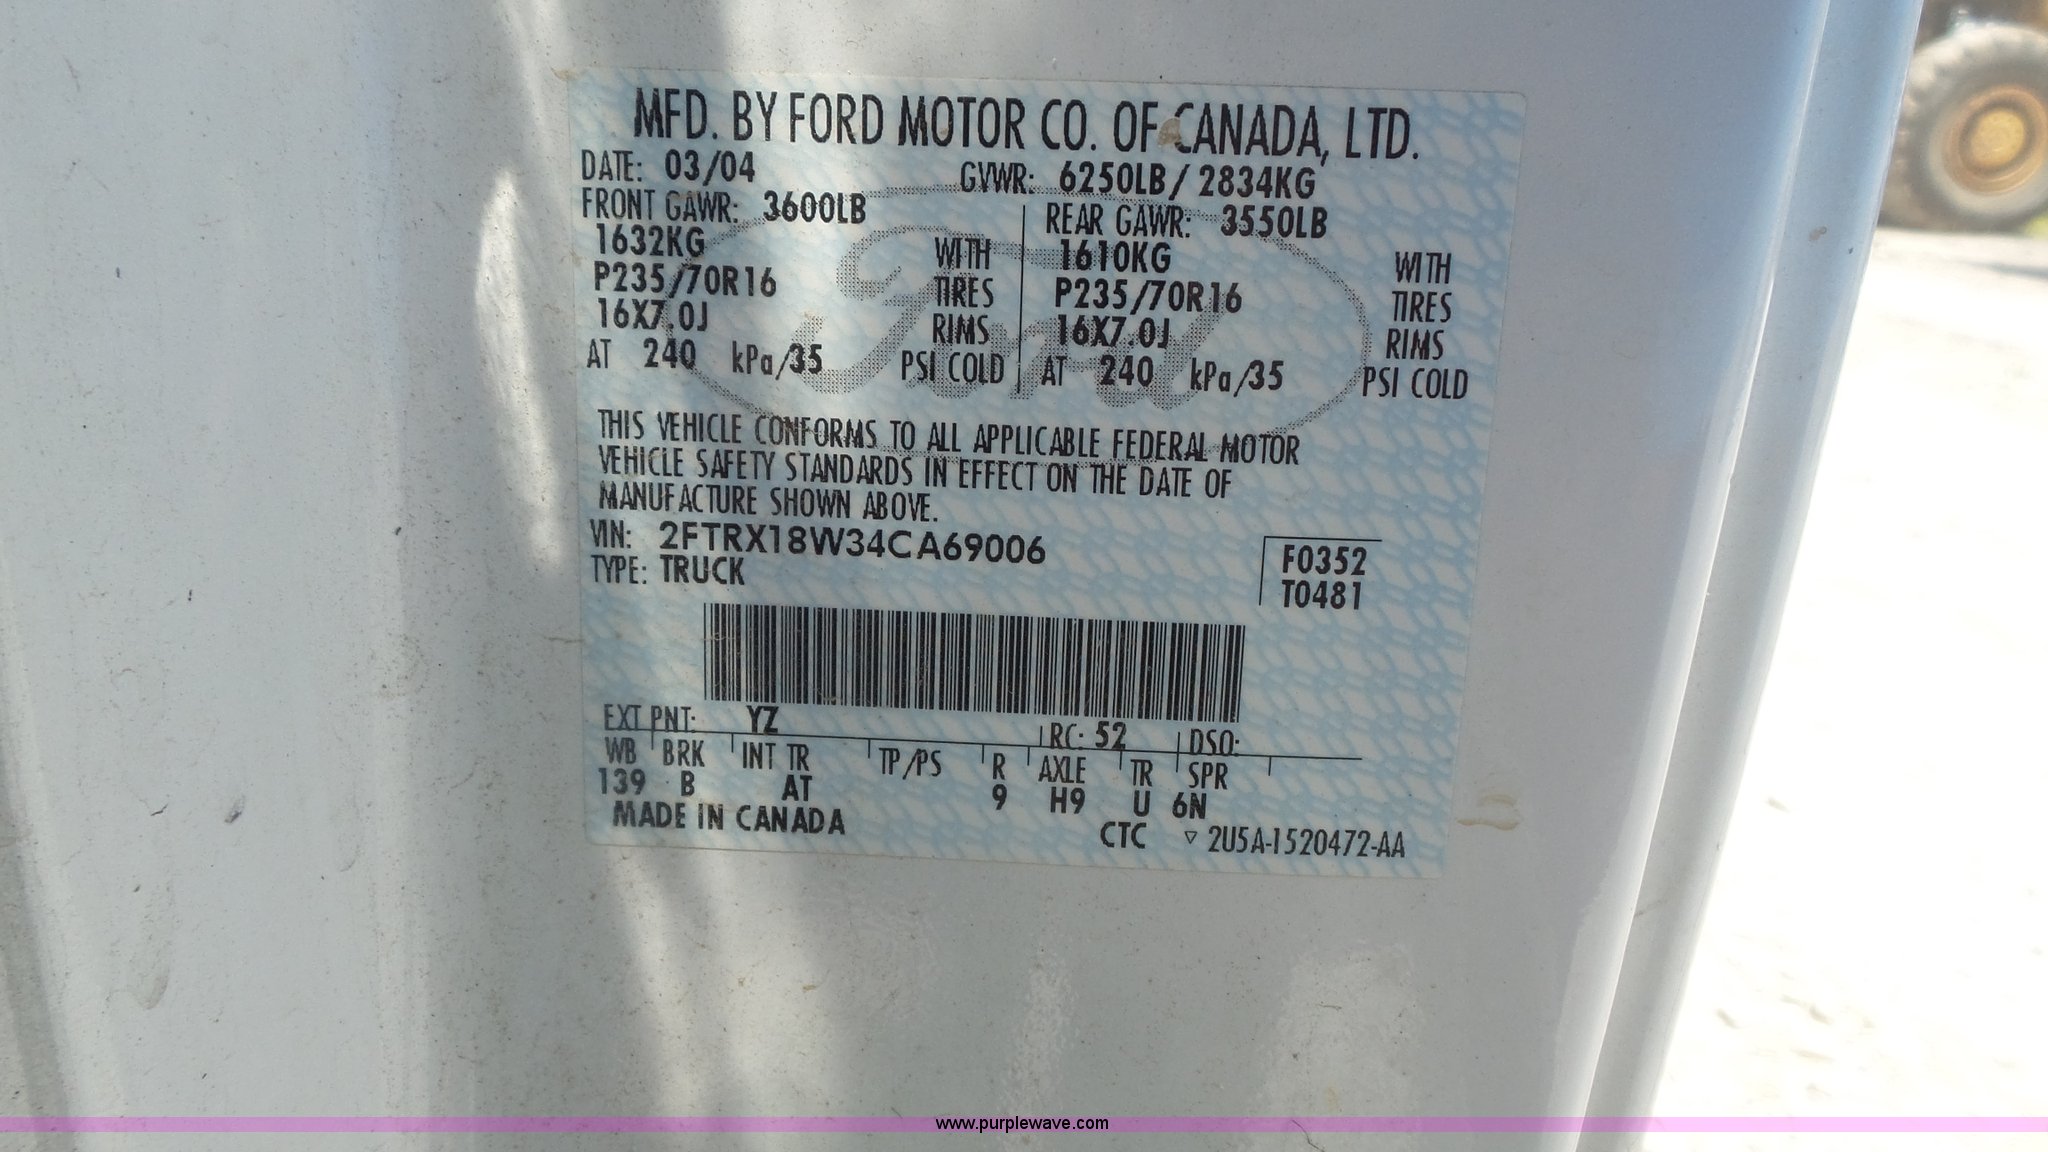 MFD. BY FORD MOTOR CO. OF CANADA, LTD.
DATE: 03/04 GVWR: 6250LB/ 2834KG
FRONT GAWR: 3600LB REAR GAWR: 3550LB
1632KG WITH 1610KG WITH
P235/70R16 TIRES P235/70R16 TIRES
16X7.0J RIMS 16X7.0J RIMS
AT 240 kPa/35 PSI COLD AT 240 kPa/35 PSI COLD
Ford
THIS VEHICLE CONFORMS TO ALL APPLICABLE FEDERAL MOTOR
VEHICLE SAFETY STANDARDS IN EFFECT ON THE DATE OF
MANUFACTURE SHOWN ABOVE.
VIN: 2FTRX18W34CA69006 F0352
TYPE: TRUCK T0481
EXT PNT: YZ RC: 52 DSO:
WB BRK INT TR TP/PS R AXLE TR SPR
139 B AT 9 H9 U 6N
MADE IN CANADA CTC ▽ 2U5A-1520472-AA
www.purplewave.com